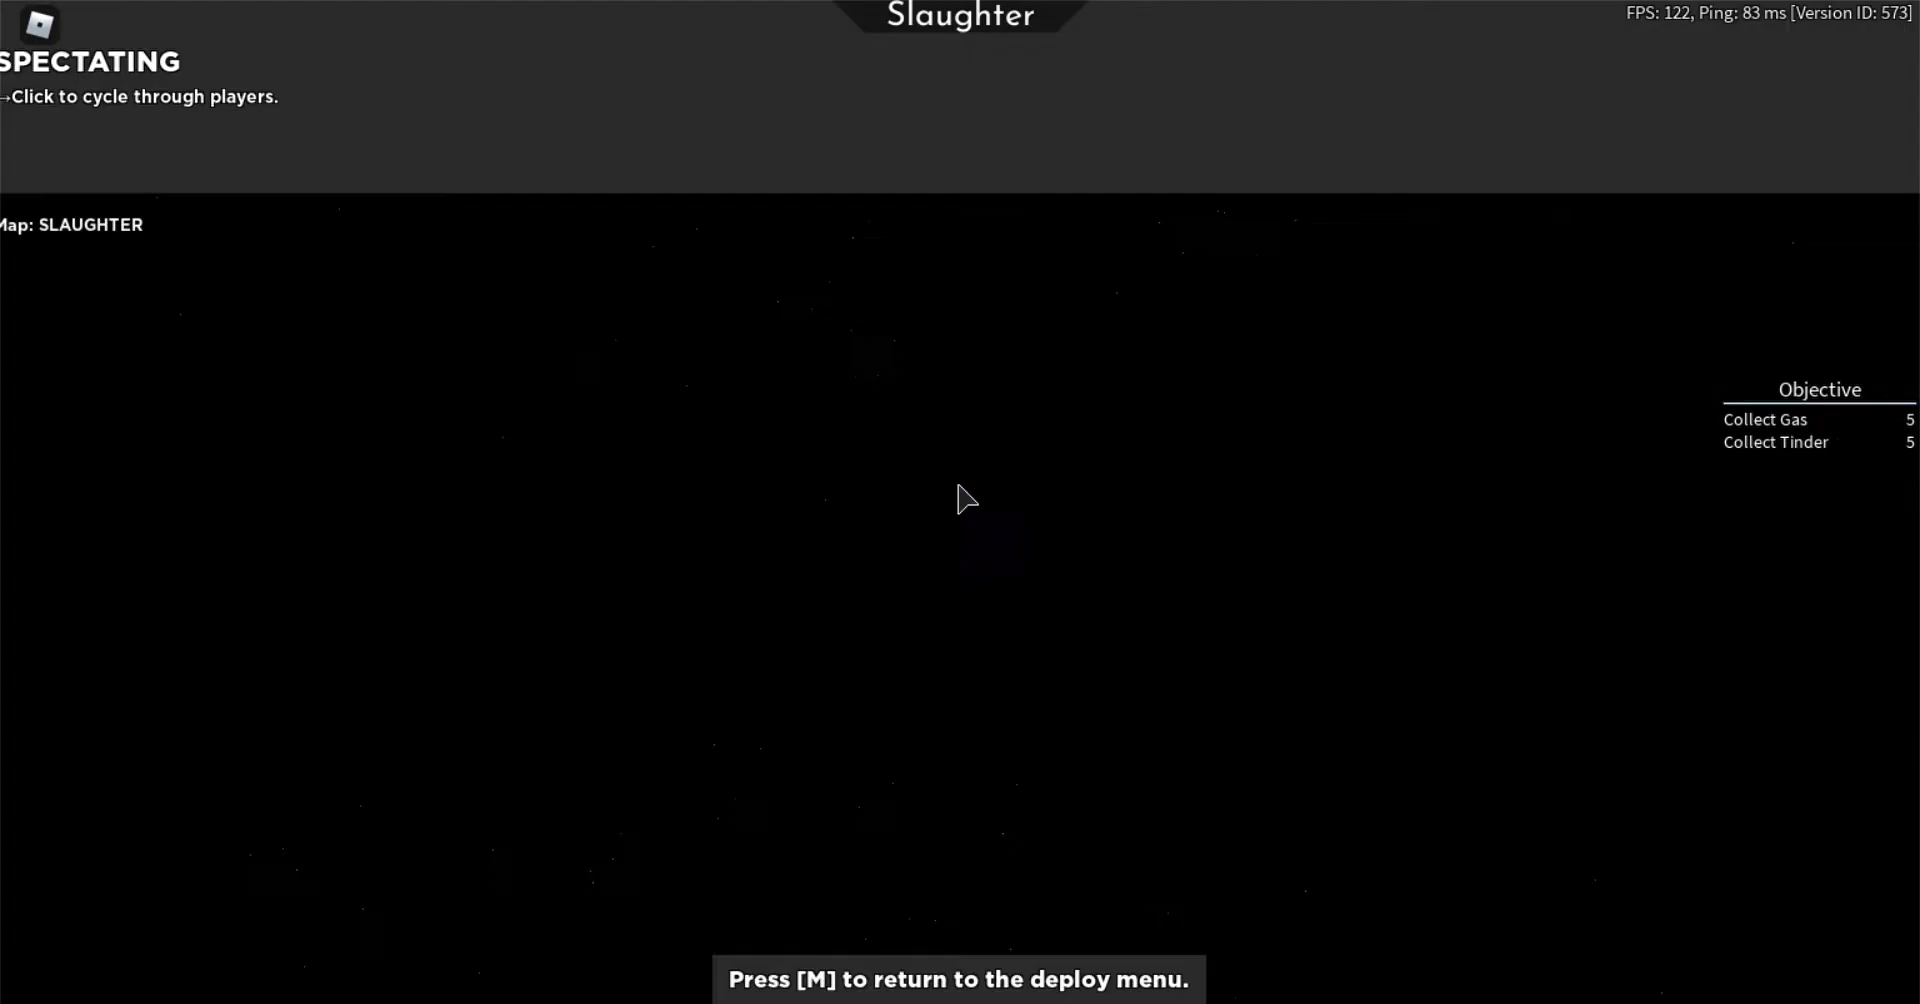 Slaughter
FPS: 122, Ping: 83 ms [Version ID: 573]
SPECTATING
→Click to cycle through players.
Map: SLAUGHTER
Objective
Collect Gas 5
Collect Tinder 5
Press [M] to return to the deploy menu.